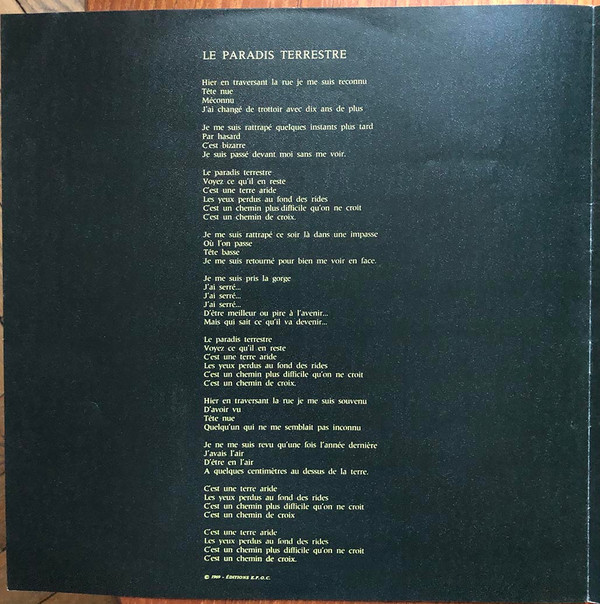 LE PARADIS TERRESTRE
Hier en traversant la rue je me suis reconnu
Tête nue
Méconnu
J'ai changé de trottoir avec dix ans de plus
Je me suis rattrapé quelques instants plus tard
Par hasard
C'est bizarre
Je suis passé devant moi sans me voir.
Le paradis terrestre
Voyez ce qu'il en reste
C'est une terre aride
Les yeux perdus au fond des rides
C'est un chemin plus difficile qu'on ne croit
C'est un chemin de croix.
Je me suis rattrapé ce soir là dans une impasse
Où l'on passe
Tête basse
Je me suis retourné pour bien me voir en face.
Je me suis pris la gorge
J'ai serré...
J'ai serré...
J'ai serré...
D'être meilleur ou pire à l'avenir...
Mais qui sait ce qu'il va devenir...
Le paradis terrestre
Voyez ce qu'il en reste
C'est une terre aride
Les yeux perdus au fond des rides
C'est un chemin plus difficile qu'on ne croit
C'est un chemin de croix.
Hier en traversant la rue je me suis souvenu
D'avoir vu
Tête nue
Quelqu'un qui ne me semblait pas inconnu
Je ne me suis revu qu'une fois l'année dernière
J'avais l'air
D'être en l'air
A quelques centimètres au dessus de la terre.
C'est une terre aride
Les yeux perdus au fond des rides
C'est un chemin plus difficile qu'on ne croit
C'est un chemin de croix
C'est une terre aride
Les yeux perdus au fond des rides
C'est un chemin plus difficile qu'on ne croit
C'est un chemin de croix.
© 1969 - ÉDITIONS E.P.O.C.